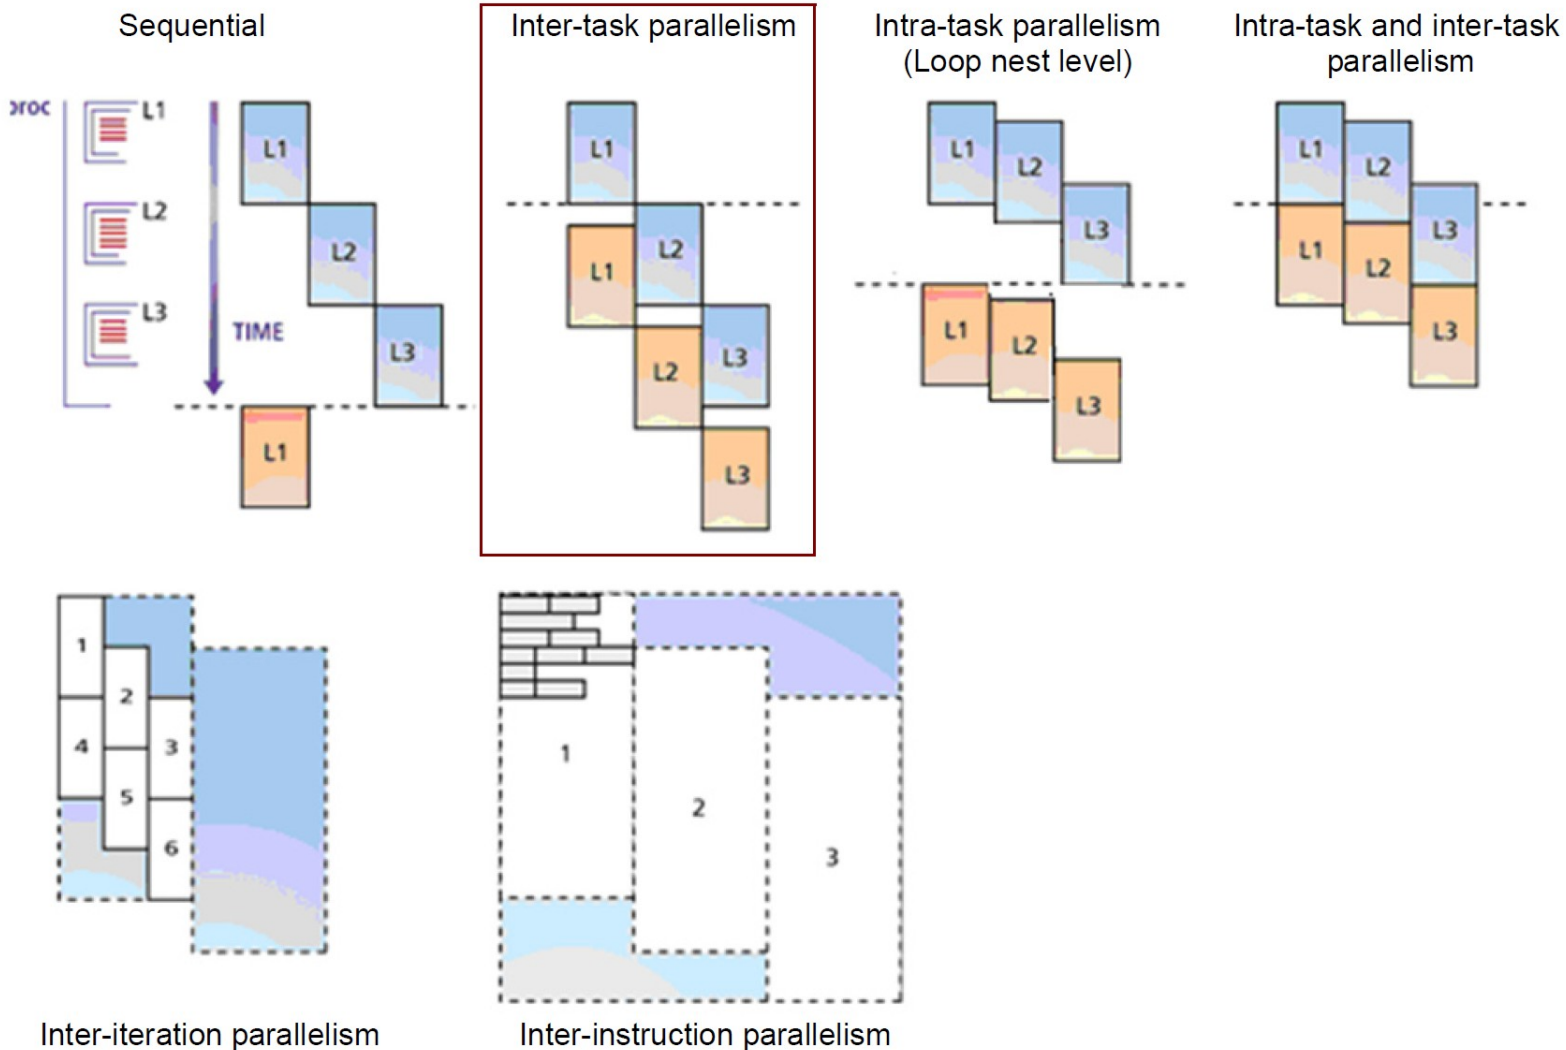 Sequential
Inter-task parallelism
Intra-task parallelism
(Loop nest level)
Intra-task and inter-task
parallelism
proc
L1
L2
L3
TIME
L1
L2
L3
L1
L1
L2
L1
L2
L3
L3
L1
L2
L3
L1
L2
L3
L1
L2
L3
L1
L2
L3
1
2
4
3
5
6
1
2
3
Inter-iteration parallelism
Inter-instruction parallelism